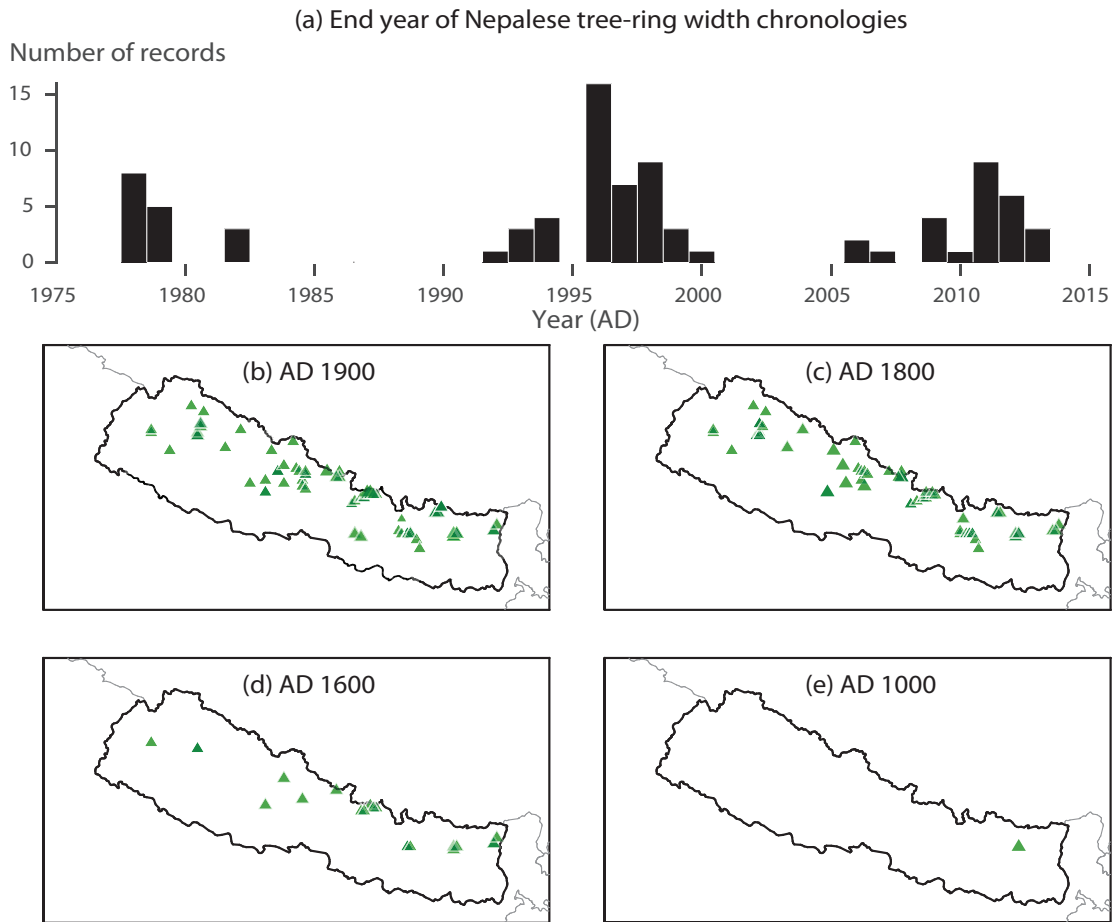 (a) End year of Nepalese tree-ring width chronologies
Number of records
15
10
5
0
1975 1980 1985 1990 1995 2000 2005 2010 2015
Year (AD)
(b) AD 1900
(c) AD 1800
(d) AD 1600
(e) AD 1000